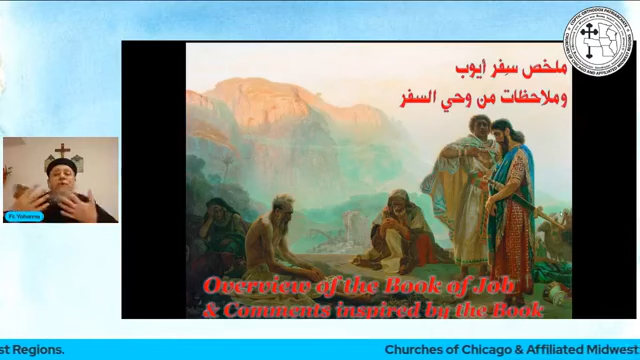 ملخص سفر أيوب
وملاحظات من وحي السفر
Fr. Yohanna
Overview of the Book of Job
& Comments inspired by the Book
st Regions.
Churches of Chicago & Affiliated Midwest